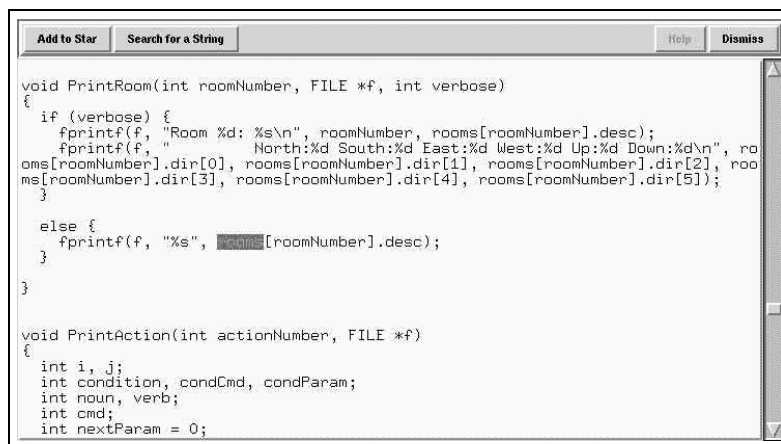 Add to Star Search for a String Help Dismiss
void PrintRoom(int roomNumber, FILE *f, int verbose)
{
if (verbose) {
fprintf(f, "Room %d: %s\n", roomNumber, rooms[roomNumber].desc);
fprintf(f, "          North:%d South:%d East:%d West:%d Up:%d Down:%d\n", ro
oms[roomNumber].dir[0], rooms[roomNumber].dir[1], rooms[roomNumber].dir[2], roo
ms[roomNumber].dir[3], rooms[roomNumber].dir[4], rooms[roomNumber].dir[5]);
}
else {
fprintf(f, "%s", rooms[roomNumber].desc);
}
}
void PrintAction(int actionNumber, FILE *f)
{
int i, j;
int condition, condCmd, condParam;
int noun, verb;
int cmd;
int nextParam = 0;